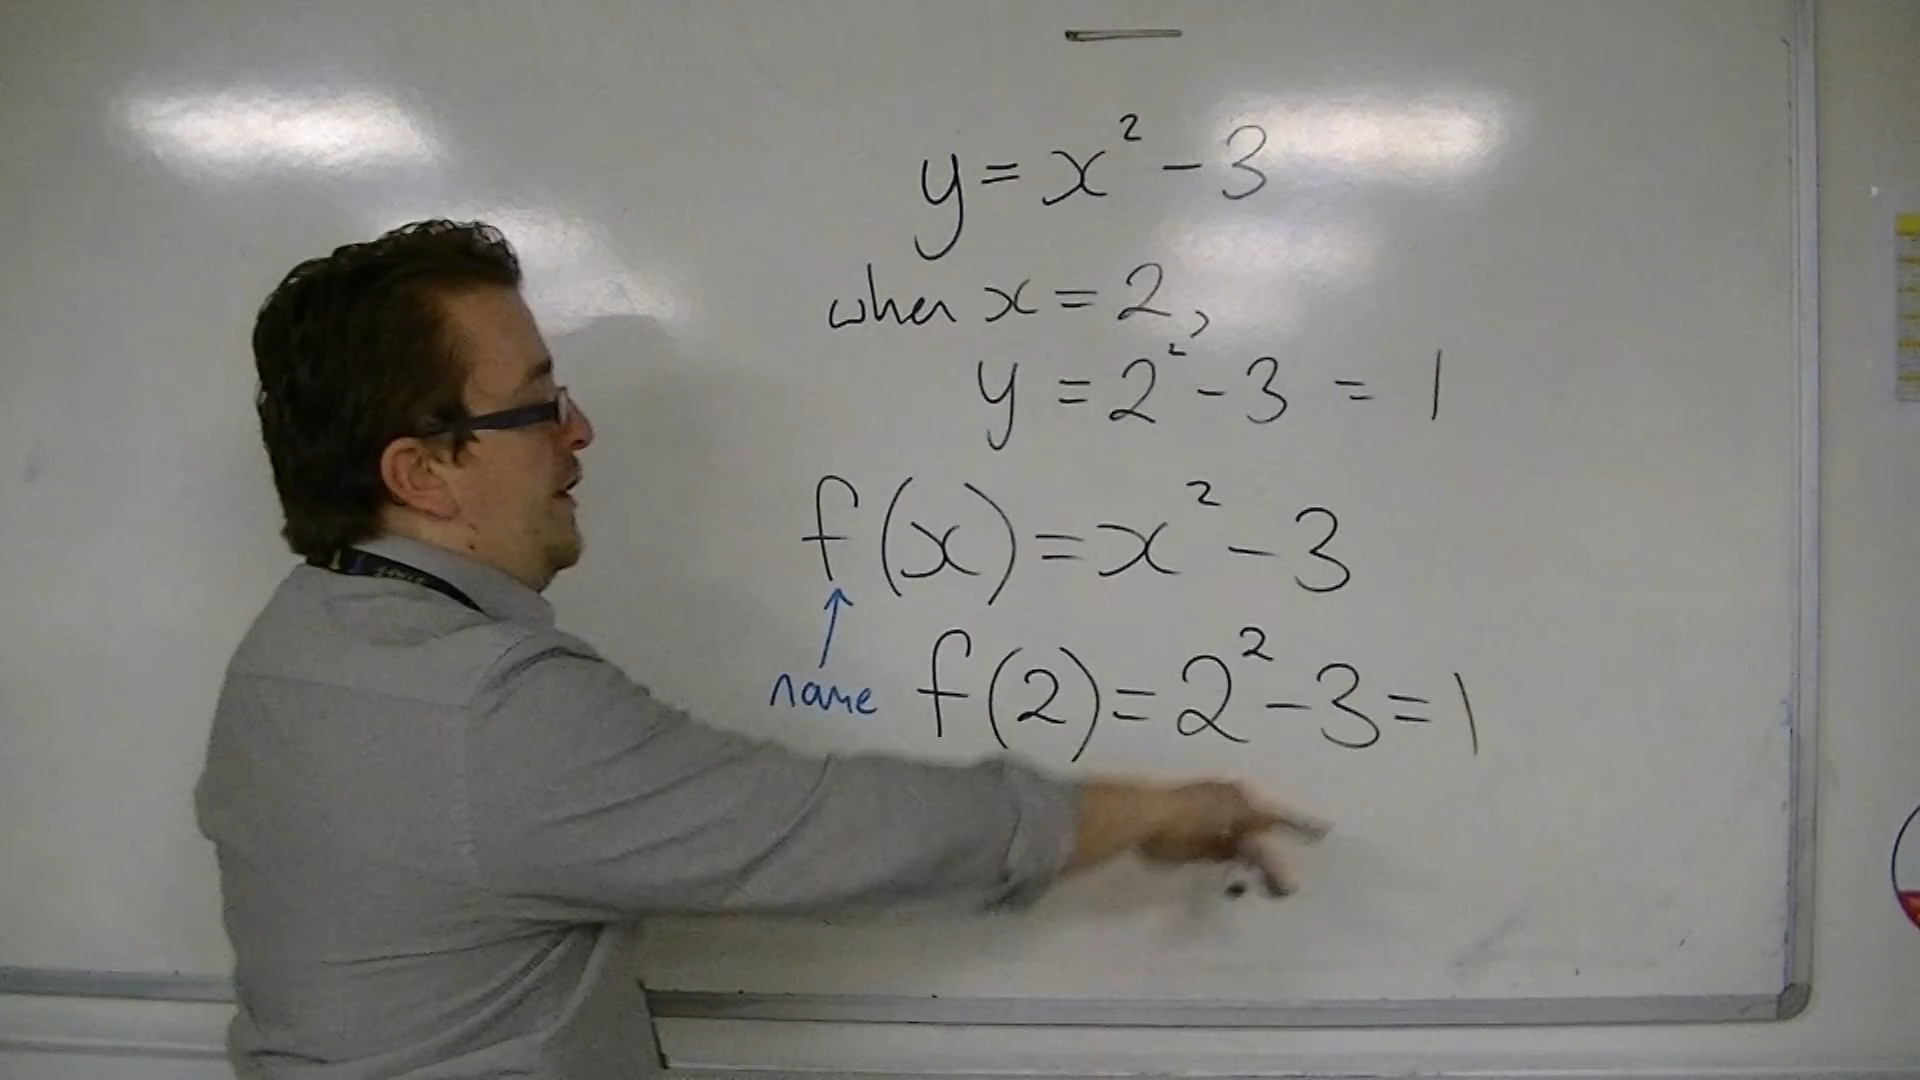 y = x² - 3
when x = 2,
y = 2² - 3 = 1
f(x) = x² - 3
name
f(2) = 2² - 3 = 1